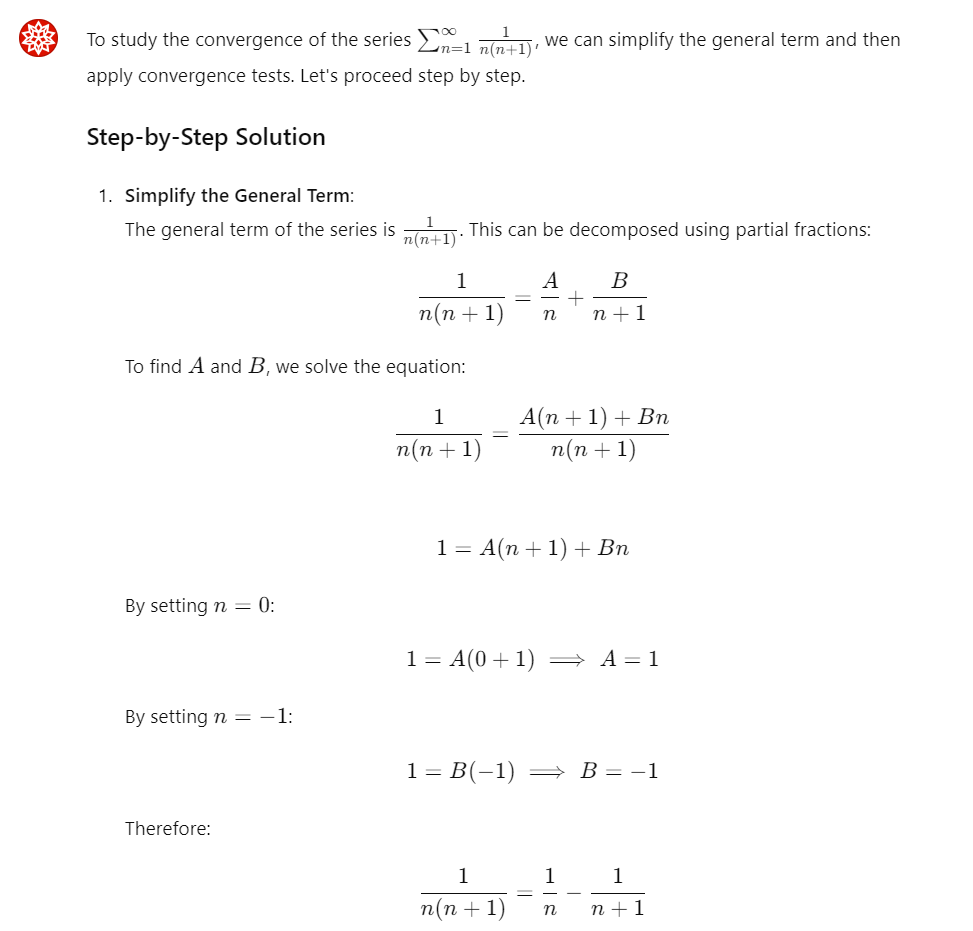 To study the convergence of the series $\sum_{n=1}^{\infty} \frac{1}{n(n+1)}$, we can simplify the general term and then
apply convergence tests. Let's proceed step by step.
Step-by-Step Solution
1. Simplify the General Term:
The general term of the series is $\frac{1}{n(n+1)}$. This can be decomposed using partial fractions:
$\frac{1}{n(n+1)} = \frac{A}{n} + \frac{B}{n+1}$
To find $A$ and $B$, we solve the equation:
$\frac{1}{n(n+1)} = \frac{A(n+1)+Bn}{n(n+1)}$
$1 = A(n+1) + Bn$
By setting $n = 0$:
$1 = A(0+1) \implies A = 1$
By setting $n = -1$:
$1 = B(-1) \implies B = -1$
Therefore:
$\frac{1}{n(n+1)} = \frac{1}{n} - \frac{1}{n+1}$